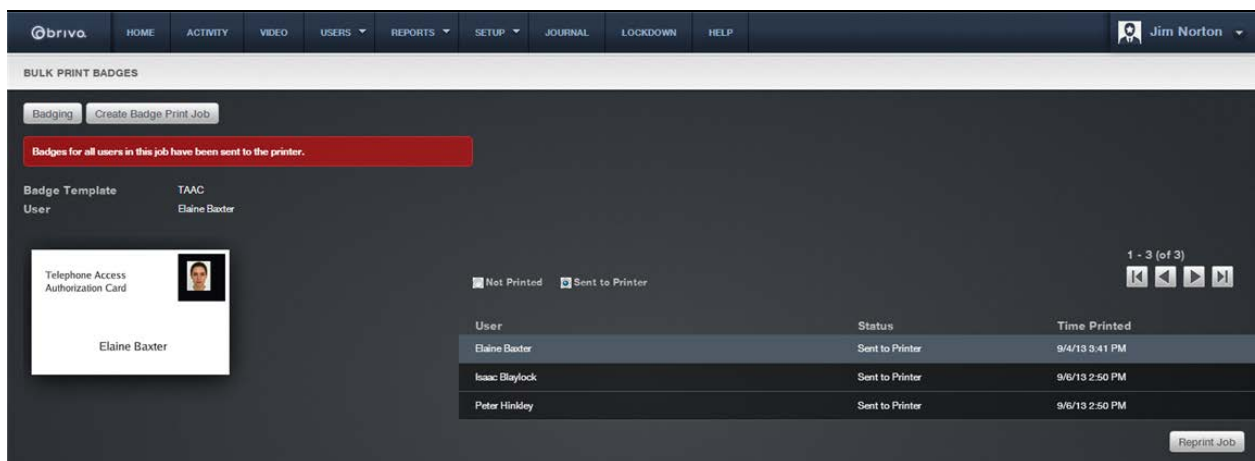 brivo. HOME ACTIVITY VIDEO USERS REPORTS SETUP JOURNAL LOCKDOWN HELP Jim Norton
BULK PRINT BADGES
Badging Create Badge Print Job
Badges for all users in this job have been sent to the printer.
Badge Template TAAC
User Elaine Baxter
Telephone Access
Authorization Card
Elaine Baxter
1 - 3 (of 3)
Not Printed Sent to Printer
User Status Time Printed
Elaine Baxter Sent to Printer 9/4/13 3:41 PM
Isaac Blaylock Sent to Printer 9/6/13 2:50 PM
Peter Hinkley Sent to Printer 9/6/13 2:50 PM
Reprint Job